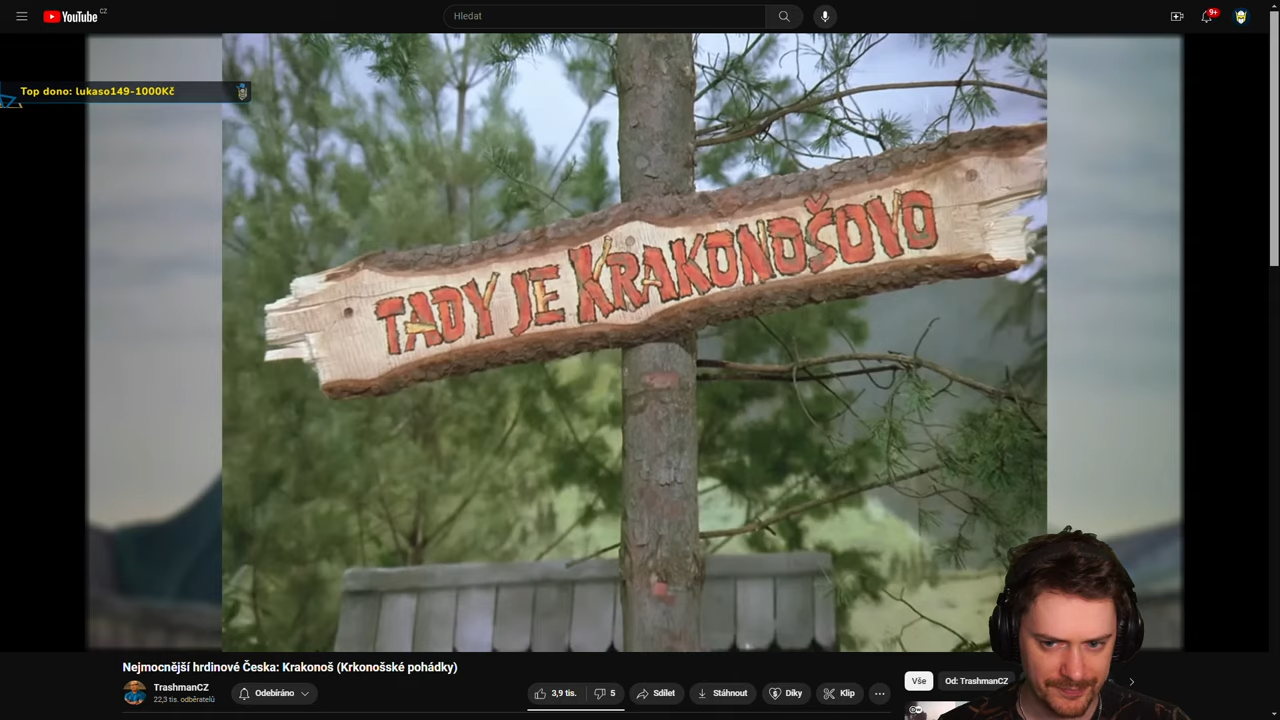 YouTube CZ
Hledat
9+
Top dono: lukaso149-1000Kč
TADY JE KRAKONOŠOVO
Nejmocnější hrdinové Česka: Krakonoš (Krkonošské pohádky)
TrashmanCZ
22,3 tis. odběratelů
Odebíráno
3,9 tis.
5
Sdílet
Stáhnout
Díky
Klip
Vše
Od: TrashmanCZ